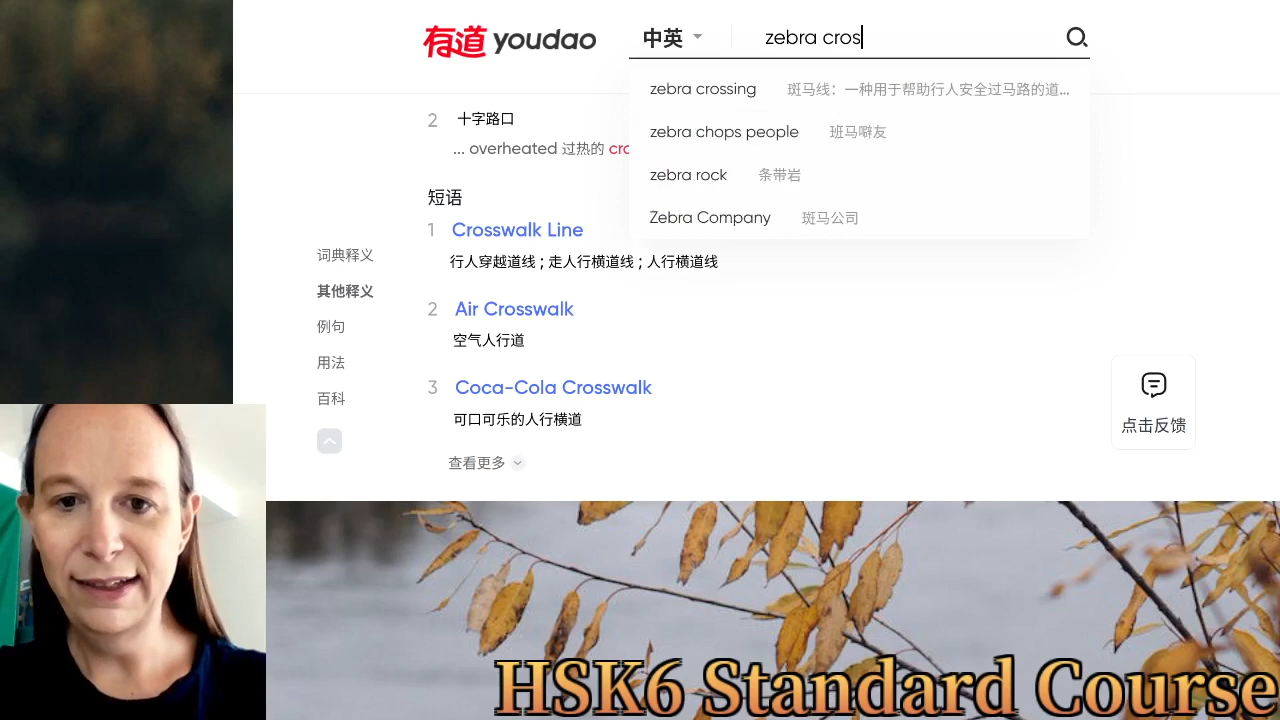 有道 youdao
中英
zebra cros
zebra crossing 斑马线：一种用于帮助行人安全过马路的道...
zebra chops people 班马噼友
zebra rock 条带岩
Zebra Company 斑马公司
2 十字路口
... overheated 过热的 cro
短语
1 Crosswalk Line
行人穿越道线 ; 走人行横道线 ; 人行横道线
2 Air Crosswalk
空气人行道
3 Coca-Cola Crosswalk
可口可乐的人行横道
查看更多
词典释义
其他释义
例句
用法
百科
点击反馈
HSK6 Standard Course